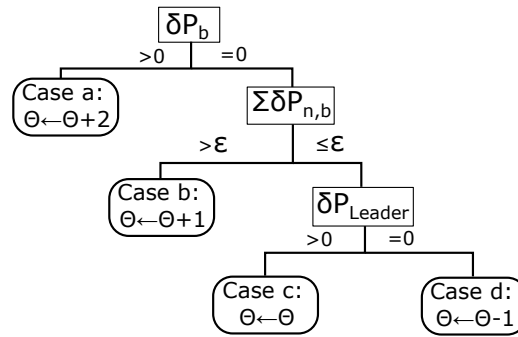 δP_b
>0 =0
Case a:
Θ←Θ+2
ΣδP_n,b
>ε ≤ε
Case b:
Θ←Θ+1
δP_Leader
>0 =0
Case c:
Θ←Θ
Case d:
Θ←Θ-1